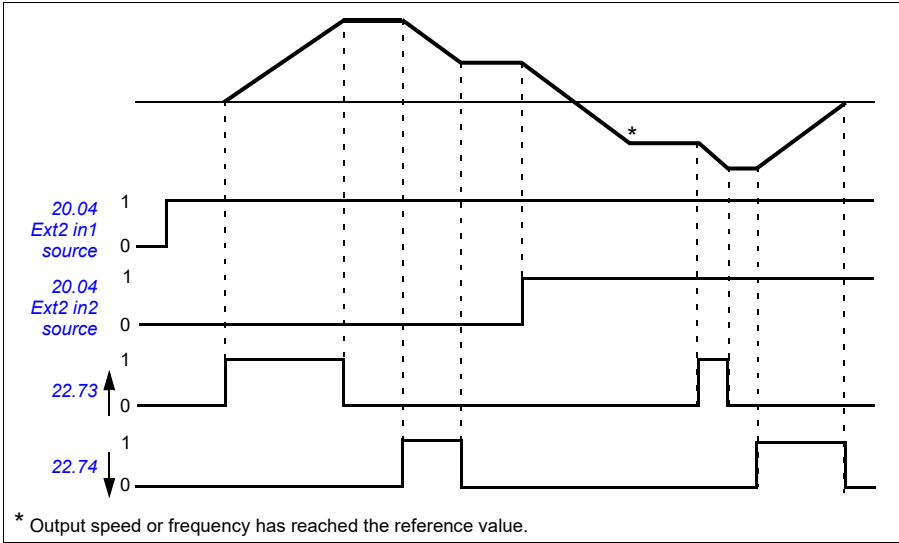 *
20.04 1
Ext2 in1
source 0
20.04 1
Ext2 in2
source 0
1
22.73
0
1
22.74
0
* Output speed or frequency has reached the reference value.